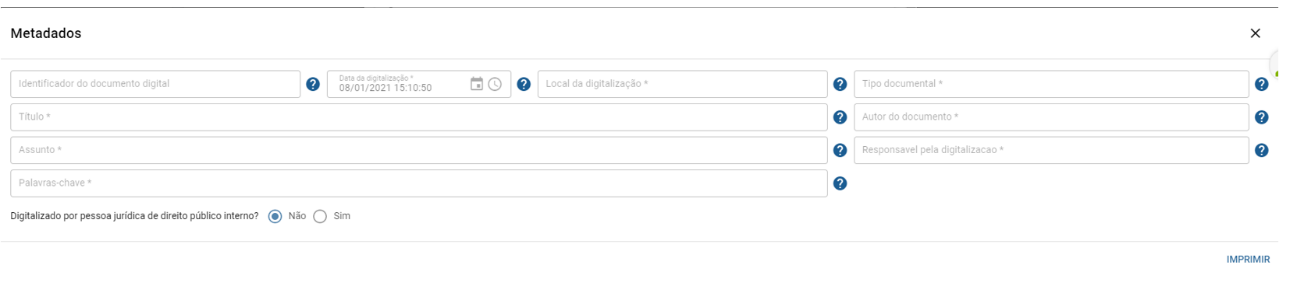 Metadados
Identificador do documento digital
Data da digitalização *
08/01/2021 15:10:50
Local da digitalização *
Tipo documental *
Título *
Autor do documento *
Assunto *
Responsavel pela digitalizacao *
Palavras-chave *
Digitalizado por pessoa jurídica de direito público interno? Não Sim
IMPRIMIR